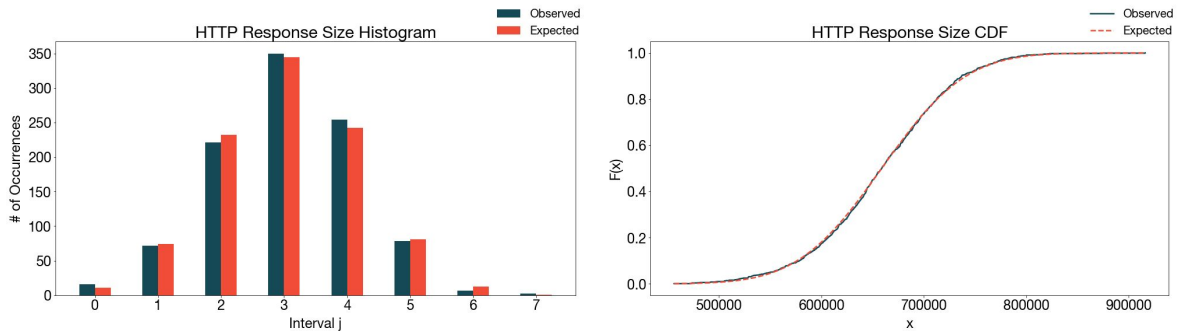 HTTP Response Size Histogram
Observed
Expected
# of Occurrences
350
300
250
200
150
100
50
0
0 1 2 3 4 5 6 7
Interval j
HTTP Response Size CDF
Observed
Expected
F(x)
1.0
0.8
0.6
0.4
0.2
0.0
500000 600000 700000 800000 900000
x